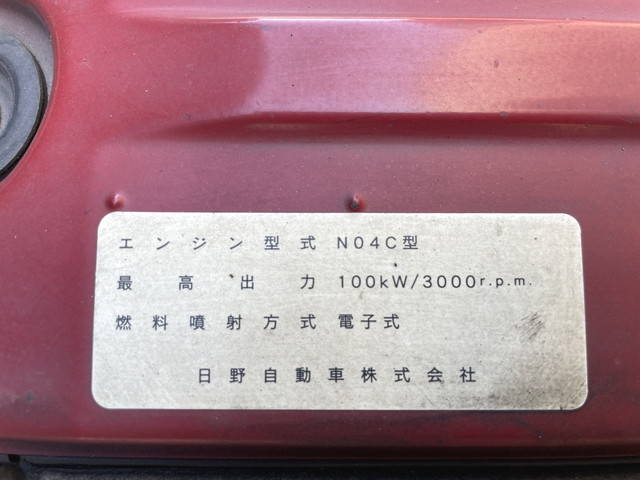 エンジン型式 N04C型
最高出力 100kW/3000r.p.m.
燃料噴射方式 電子式
日野自動車株式会社